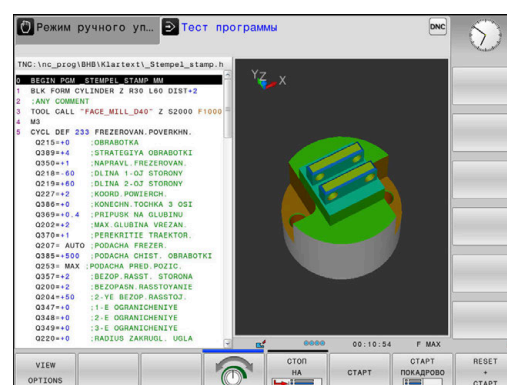 Режим ручного уп...
Тест программы
DNC
TNC:\nc_prog\BHB\Klartext\_Stempel_stamp.h
0 BEGIN PGM _STEMPEL_STAMP MM
1 BLK FORM CYLINDER Z R30 L60 DIST+2
2 ;ANY COMMENT
3 TOOL CALL "FACE_MILL_D40" Z S2000 F1000
4 M3
5 CYCL DEF 233 FREZEROVAN.POVERKHN.
Q215=+0 ;OBRABOTKA
Q389=+4 ;STRATEGIYA OBRABOTKI
Q350=+1 ;NAPRAVL.FREZEROVAN.
Q218=-60 ;DLINA 1-OJ STORONY
Q219=+60 ;DLINA 2-OJ STORONY
Q227=+2 ;KOORD.POWIERCH.
Q386=+0 ;KONECHN.TOCHKA 3 OSI
Q369=+0.4 ;PRIPUSK NA GLUBINU
Q202=+2 ;MAX.GLUBINA VREZAN.
Q370=+1 ;PEREKRITIE TRAEKTOR.
Q207= AUTO ;PODACHA FREZER.
Q385=+500 ;PODACHA CHIST. OBRABOTKI
Q253= MAX ;PODACHA PRED.POZIC.
Q357=+2 ;BEZOP.RASST. STORONA
Q200=+2 ;BEZOPASN.RASSTOYANIE
Q204=+50 ;2-YE BEZOP.RASSTOJ.
Q347=+0 ;1-E OGRANICHENIYE
Q348=+0 ;2-E OGRANICHENIYE
Q349=+0 ;3-E OGRANICHENIYE
Q220=+0 ;RADIUS ZAKRUGL. UGLA
Y Z X
00:10:54 F MAX
VIEW
OPTIONS
СТОП
НА
СТАРТ
СТАРТ
ПОКАДРОВО
RESET
+
СТАРТ